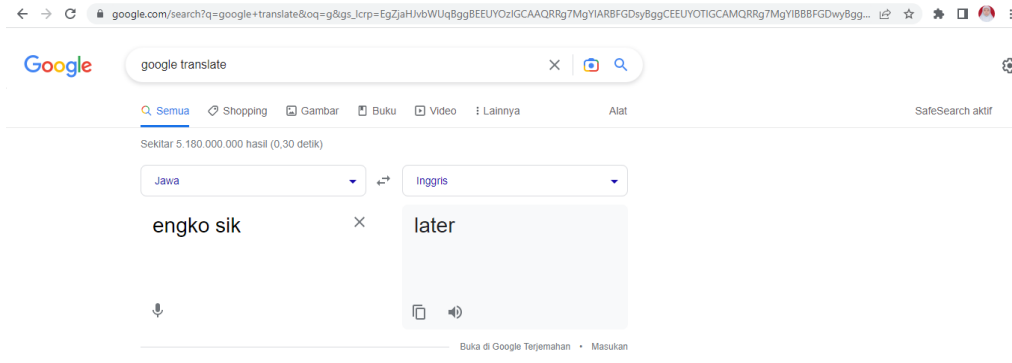 google.com/search?q=google+translate&oq=g&gs_lcrp=EgZjaHJvbWUqBggBEEUYOzIGCAAQRRg7MgYIARBFGDsyBggCEEUYOTIGCAMQRRg7MgYIBBBFGDwyBgg...
Google
google translate
Semua Shopping Gambar Buku Video Lainnya Alat SafeSearch aktif
Sekitar 5.180.000.000 hasil (0,30 detik)
Jawa Inggris
engko sik later
Buka di Google Terjemahan • Masukan